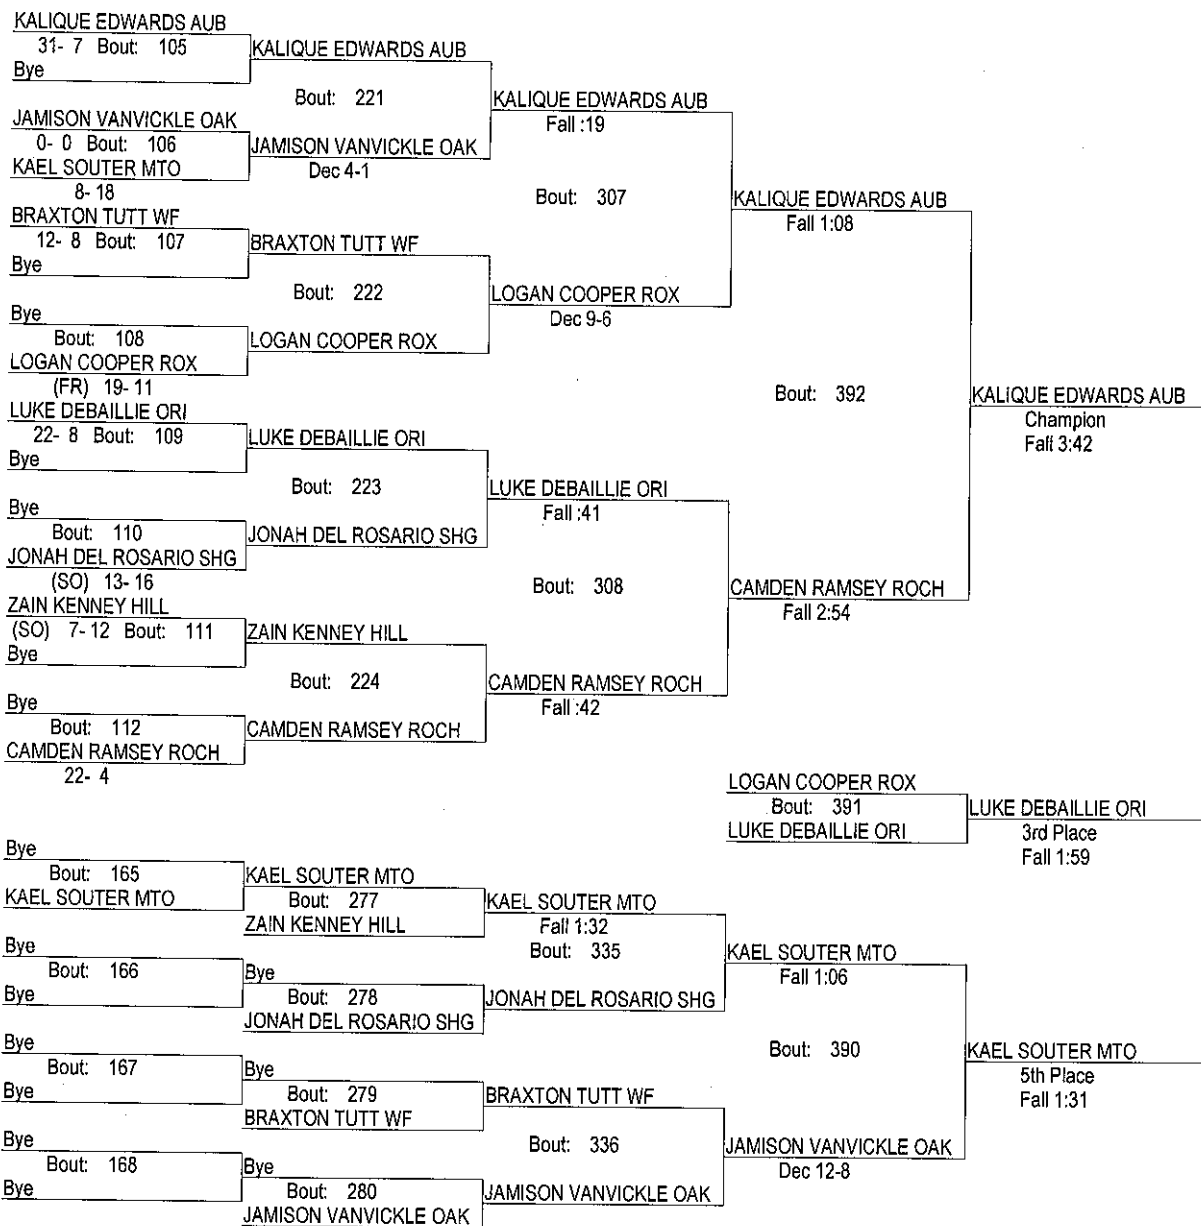 KALIQUE EDWARDS AUB
31- 7 Bout: 105
Bye
KALIQUE EDWARDS AUB
Bout: 221
JAMISON VANVICKLE OAK
0- 0 Bout: 106
KAEL SOUTER MTO
8- 18
JAMISON VANVICKLE OAK
Dec 4-1
KALIQUE EDWARDS AUB
Fall :19
Bout: 307
BRAXTON TUTT WF
12- 8 Bout: 107
Bye
BRAXTON TUTT WF
Bout: 222
Bye
Bout: 108
LOGAN COOPER ROX
(FR) 19- 11
LOGAN COOPER ROX
LOGAN COOPER ROX
Dec 9-6
KALIQUE EDWARDS AUB
Fall 1:08
Bout: 392
KALIQUE EDWARDS AUB
Champion
Fall 3:42
LUKE DEBAILLIE ORI
22- 8 Bout: 109
Bye
LUKE DEBAILLIE ORI
Bout: 223
Bye
Bout: 110
JONAH DEL ROSARIO SHG
(SO) 13- 16
JONAH DEL ROSARIO SHG
LUKE DEBAILLIE ORI
Fall :41
Bout: 308
ZAIN KENNEY HILL
(SO) 7- 12 Bout: 111
Bye
ZAIN KENNEY HILL
Bout: 224
Bye
Bout: 112
CAMDEN RAMSEY ROCH
22- 4
CAMDEN RAMSEY ROCH
CAMDEN RAMSEY ROCH
Fall :42
CAMDEN RAMSEY ROCH
Fall 2:54
LOGAN COOPER ROX
Bout: 391
LUKE DEBAILLIE ORI
LUKE DEBAILLIE ORI
3rd Place
Fall 1:59
Bye
Bout: 165
KAEL SOUTER MTO
KAEL SOUTER MTO
Bout: 277
ZAIN KENNEY HILL
KAEL SOUTER MTO
Fall 1:32
Bout: 335
Bye
Bout: 166
Bye
Bye
Bout: 278
JONAH DEL ROSARIO SHG
JONAH DEL ROSARIO SHG
KAEL SOUTER MTO
Fall 1:06
Bout: 390
Bye
Bout: 167
Bye
Bye
Bout: 279
BRAXTON TUTT WF
BRAXTON TUTT WF
Bout: 336
Bye
Bout: 168
Bye
Bye
Bout: 280
JAMISON VANVICKLE OAK
JAMISON VANVICKLE OAK
JAMISON VANVICKLE OAK
Dec 12-8
KAEL SOUTER MTO
5th Place
Fall 1:31